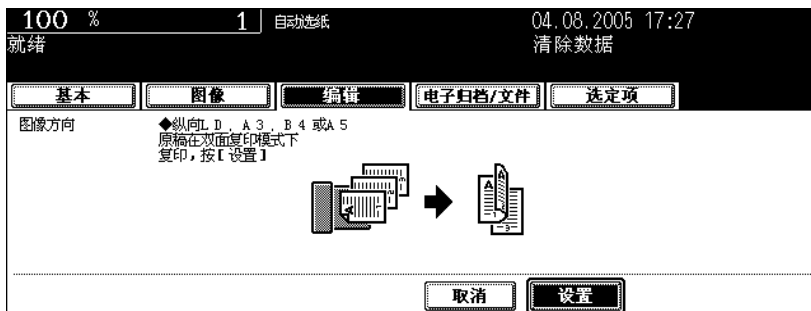 100 % 1 自动选纸 04.08.2005 17:27
就绪 清除数据
基本 图像 编辑 电子归档/文件 选定项
图像方向 ◆纵向LD, A3, B4或A5
原稿在双面复印模式下
复印,按[设置]
取消 设置